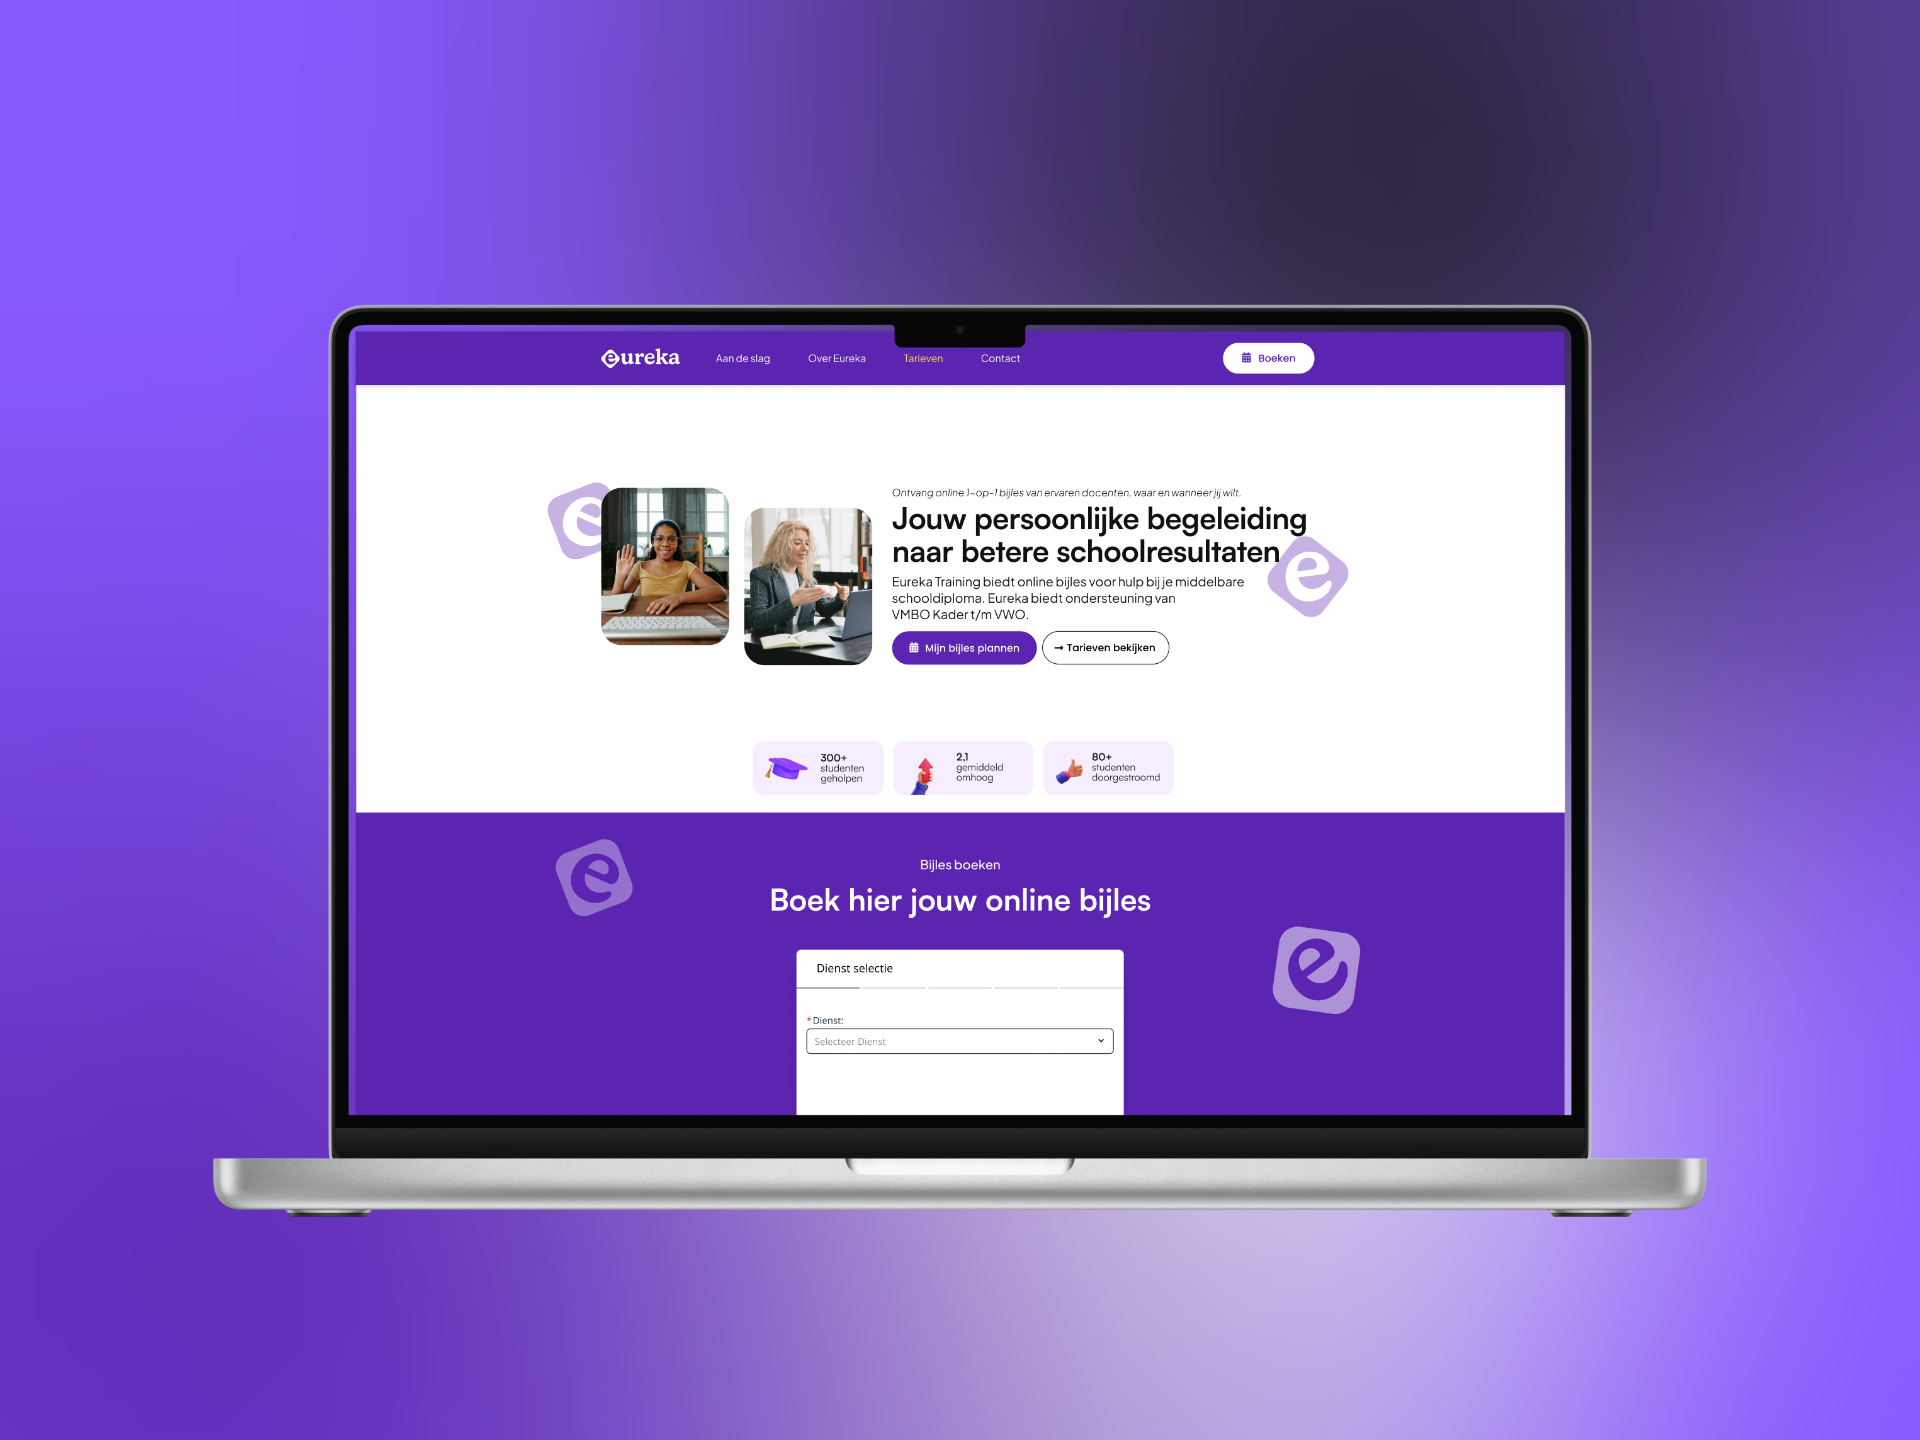 eureka
Aan de slag
Over Eureka
Tarieven
Contact
Boeken
Ontvang online 1-op-1 bijles van ervaren docenten, waar en wanneer jij wilt.
Jouw persoonlijke begeleiding
naar betere schoolresultaten
Eureka Training biedt online bijles voor hulp bij je middelbare
schooldiploma. Eureka biedt ondersteuning van
VMBO Kader t/m VWO.
Mijn bijles plannen
→ Tarieven bekijken
300+
studenten
geholpen
2,1
gemiddeld
omhoog
80+
studenten
doorgestroomd
Bijles boeken
Boek hier jouw online bijles
Dienst selectie
* Dienst:
Selecteer Dienst